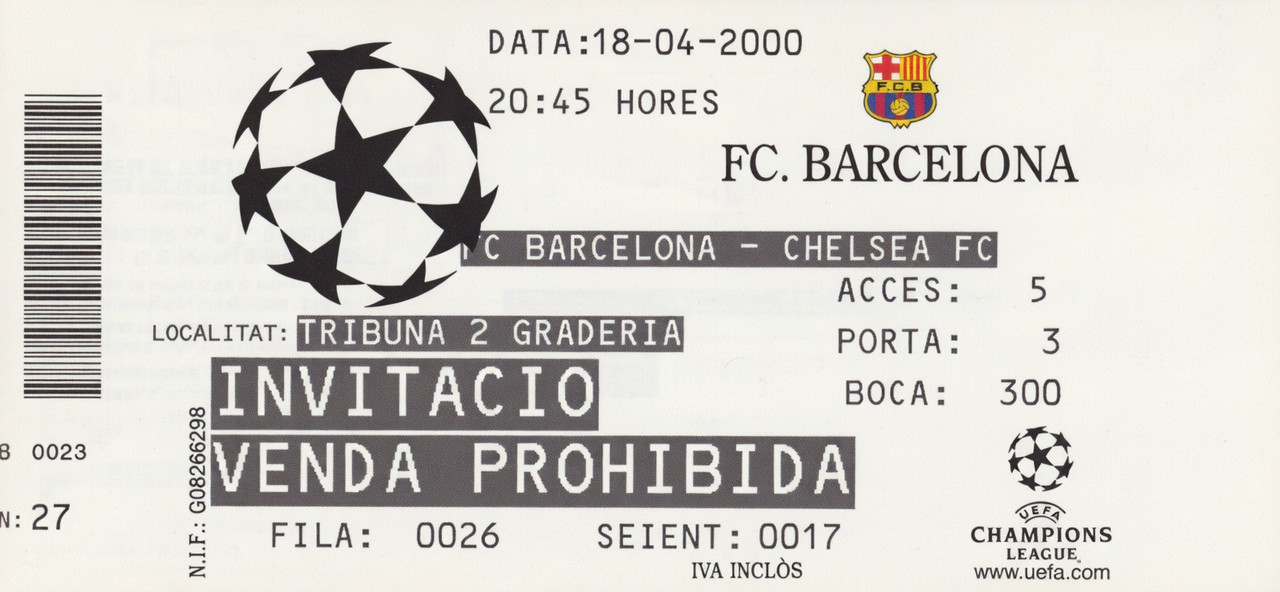 DATA:18-04-2000
20:45 HORES
F.C.B
FC. BARCELONA
FC BARCELONA - CHELSEA FC
ACCES: 5
LOCALITAT: TRIBUNA 2 GRADERIA
PORTA: 3
INVITACIO
BOCA: 300
VENDA PROHIBIDA
8 0023
N: 27
N.I.F.: G08266298
FILA: 0026 SEIENT: 0017
IVA INCLÒS
UEFA
CHAMPIONS
LEAGUE
www.uefa.com